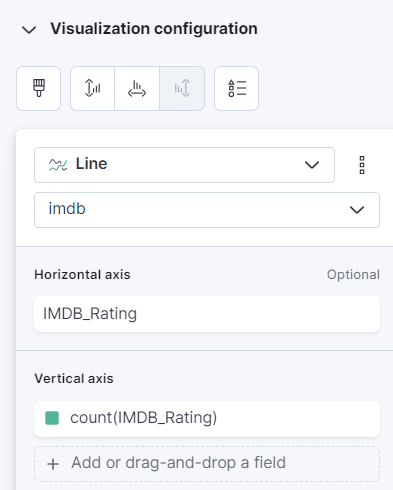 Visualization configuration
Line
imdb
Horizontal axis Optional
IMDB_Rating
Vertical axis
count(IMDB_Rating)
+ Add or drag-and-drop a field